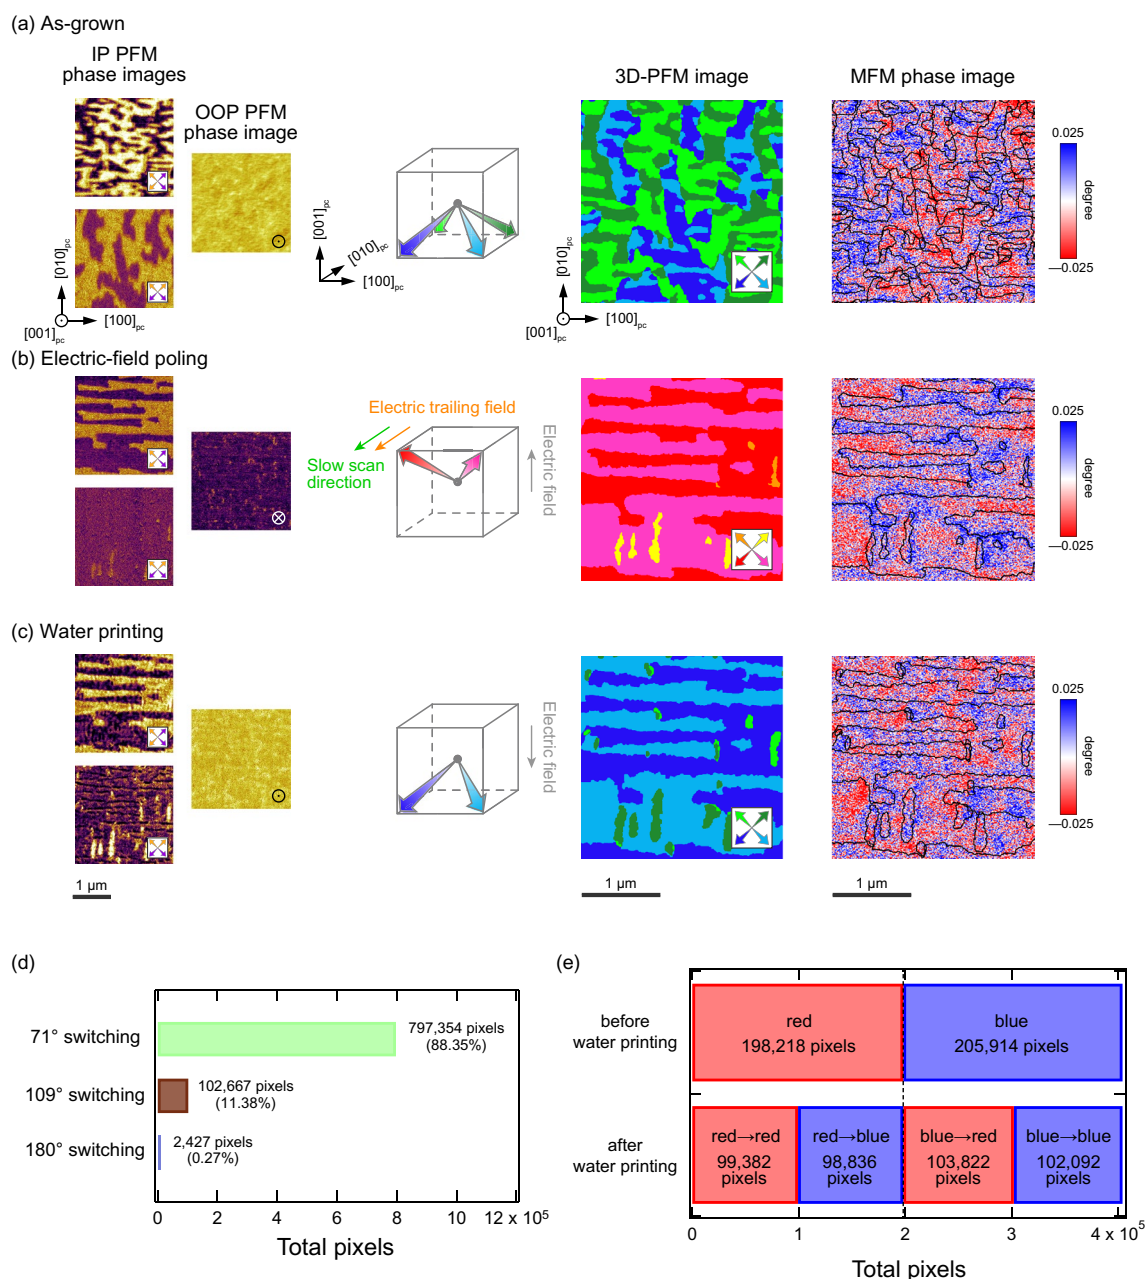 (a) As-grown
IP PFM
phase images
OOP PFM
phase image
3D-PFM image
MFM phase image
[001]pc
[010]pc
[100]pc
[010]pc
[001]pc
[100]pc
[010]pc
[001]pc
[100]pc
0.025
degree
—0.025
(b) Electric-field poling
Electric trailing field
Slow scan
direction
Electric field
0.025
degree
—0.025
(c) Water printing
Electric field
0.025
degree
—0.025
1 µm
1 µm
1 µm
(d)
71° switching
797,354 pixels
(88.35%)
109° switching
102,667 pixels
(11.38%)
180° switching
2,427 pixels
(0.27%)
0 2 4 6 8 10 12 x 10⁵
Total pixels
(e)
before
water printing
red
198,218 pixels
blue
205,914 pixels
after
water printing
red→red
99,382
pixels
red→blue
98,836
pixels
blue→red
103,822
pixels
blue→blue
102,092
pixels
0 1 2 3 4 x 10⁵
Total pixels